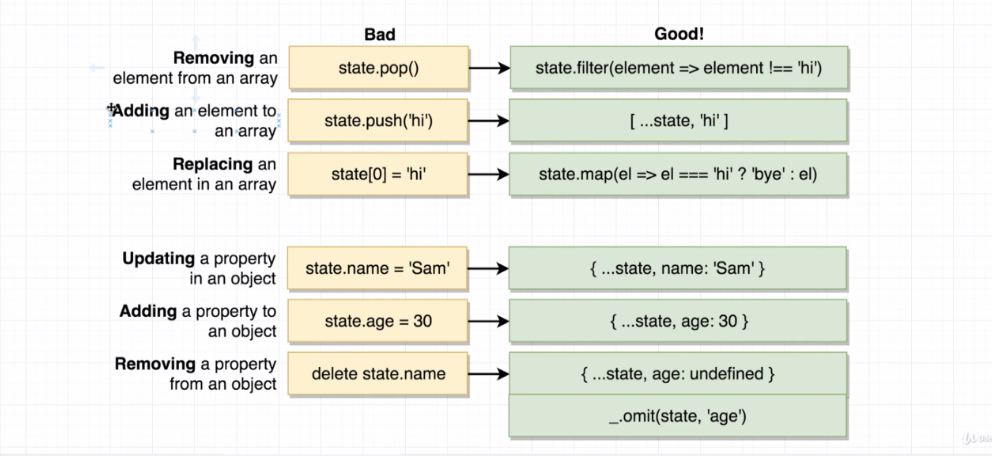 Bad
Good!
Removing an
element from an array
state.pop()
state.filter(element => element !== 'hi')
Adding an element to
an array
state.push('hi')
[ ...state, 'hi' ]
Replacing an
element in an array
state[0] = 'hi'
state.map(el => el === 'hi' ? 'bye' : el)
Updating a property
in an object
state.name = 'Sam'
{ ...state, name: 'Sam' }
Adding a property to
an object
state.age = 30
{ ...state, age: 30 }
Removing a property
from an object
delete state.name
{ ...state, age: undefined }
_.omit(state, 'age')